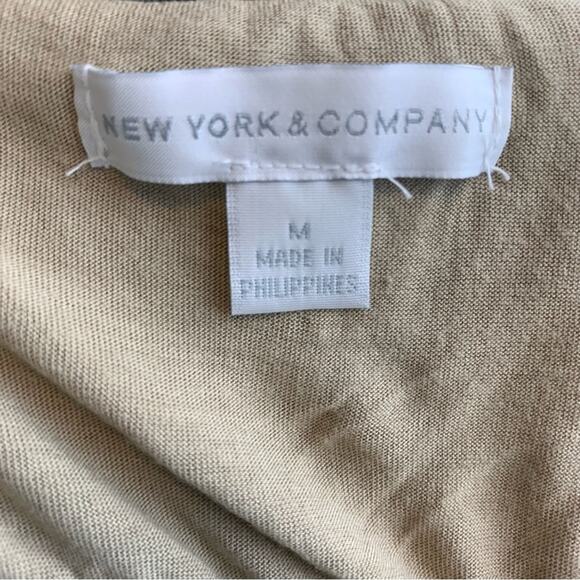 NEW YORK & COMPANY
M
MADE IN
PHILIPPINES